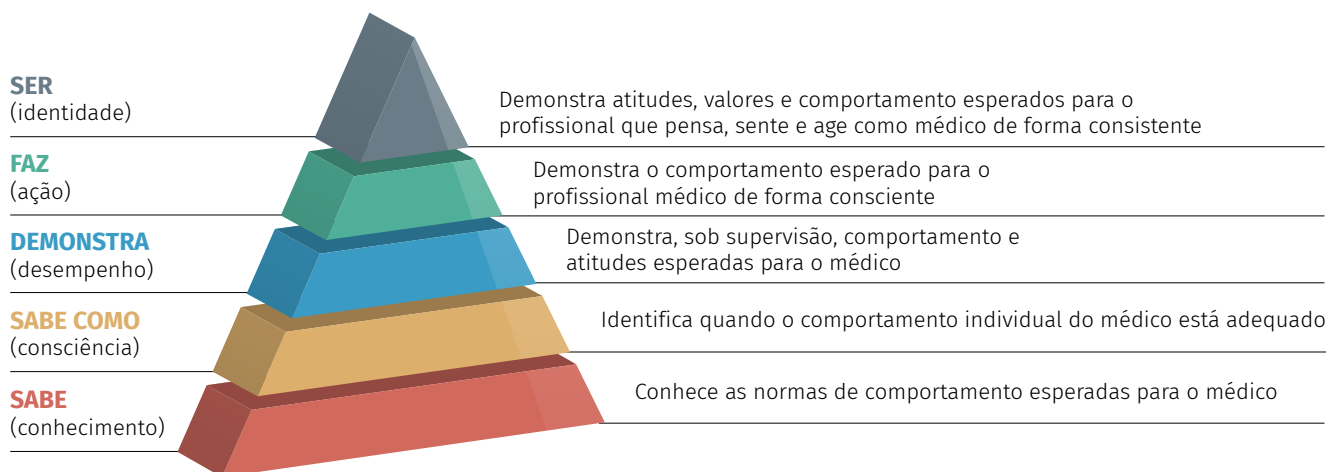 SER
(identidade)
Demonstra atitudes, valores e comportamento esperados para o
profissional que pensa, sente e age como médico de forma consistente
FAZ
(ação)
Demonstra o comportamento esperado para o
profissional médico de forma consciente
DEMONSTRA
(desempenho)
Demonstra, sob supervisão, comportamento e
atitudes esperadas para o médico
SABE COMO
(consciência)
Identifica quando o comportamento individual do médico está adequado
SABE
(conhecimento)
Conhece as normas de comportamento esperadas para o médico